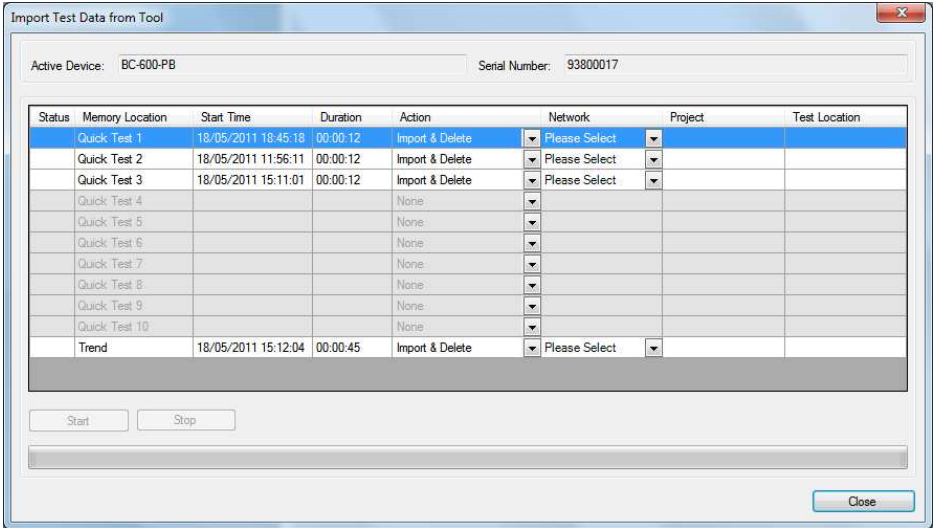 Import Test Data from Tool
Active Device: BC-600-PB Serial Number: 93800017
Status Memory Location Start Time Duration Action Network Project Test Location
Quick Test 1 18/05/2011 18:45:18 00:00:12 Import & Delete Please Select
Quick Test 2 18/05/2011 11:56:11 00:00:12 Import & Delete Please Select
Quick Test 3 18/05/2011 15:11:01 00:00:12 Import & Delete Please Select
Quick Test 4 None
Quick Test 5 None
Quick Test 6 None
Quick Test 7 None
Quick Test 8 None
Quick Test 9 None
Quick Test 10 None
Trend 18/05/2011 15:12:04 00:00:45 Import & Delete Please Select
Start Stop
Close